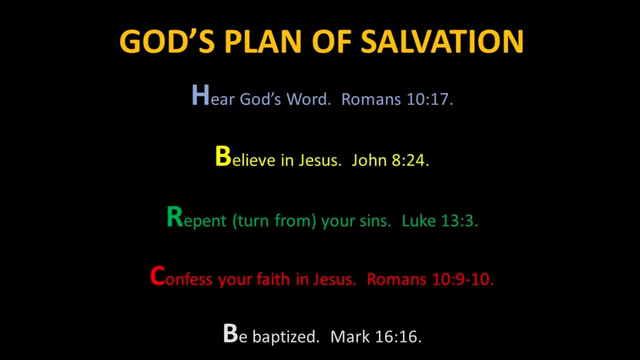 GOD’S PLAN OF SALVATION
Hear God’s Word. Romans 10:17.
Believe in Jesus. John 8:24.
Repent (turn from) your sins. Luke 13:3.
Confess your faith in Jesus. Romans 10:9-10.
Be baptized. Mark 16:16.